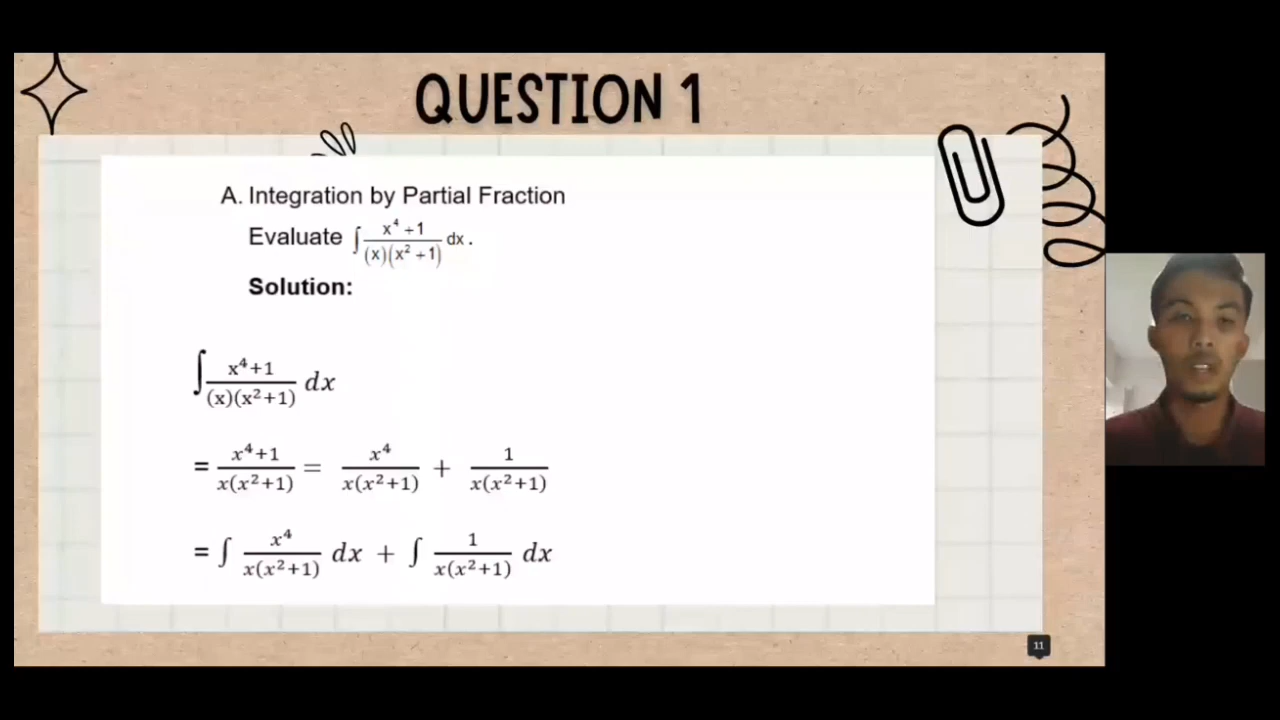 QUESTION 1
A. Integration by Partial Fraction
Evaluate ∫ (x⁴ + 1)/((x)(x² + 1)) dx .
Solution:
∫ (x⁴+1)/((x)(x²+1)) dx
= (x⁴+1)/(x(x²+1)) = x⁴/(x(x²+1)) + 1/(x(x²+1))
= ∫ x⁴/(x(x²+1)) dx + ∫ 1/(x(x²+1)) dx
11